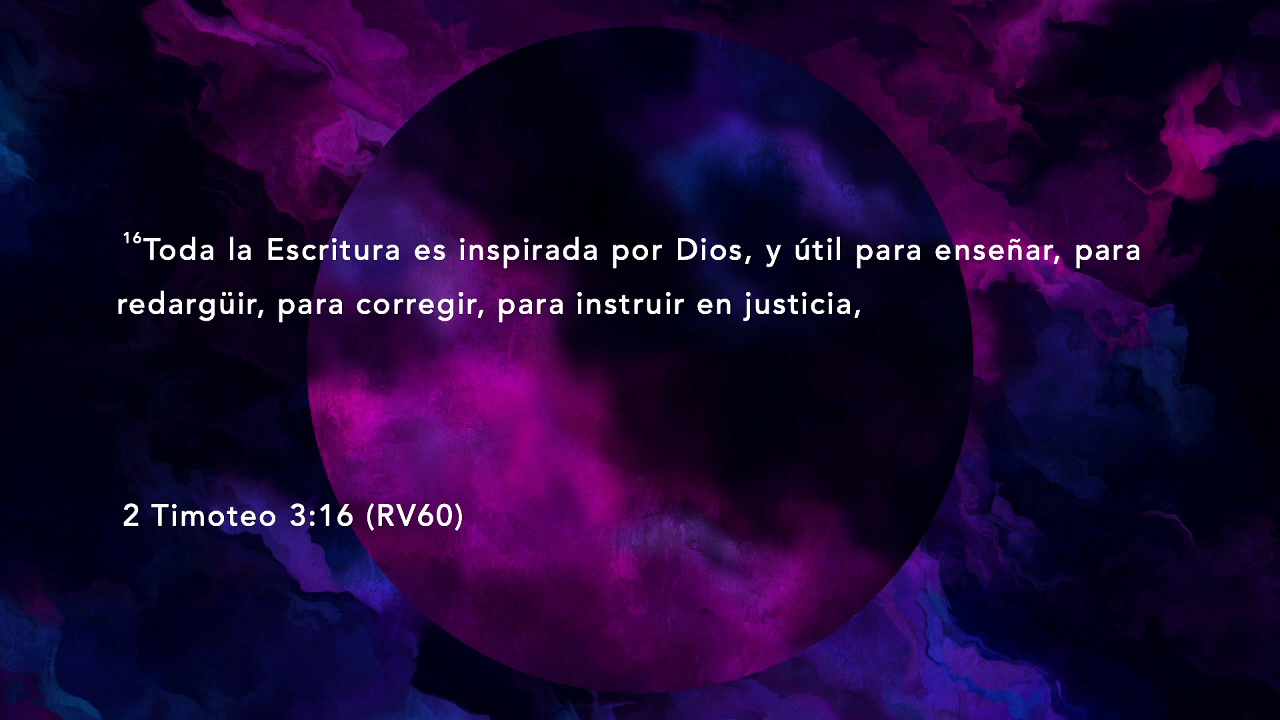 ¹⁶Toda la Escritura es inspirada por Dios, y útil para enseñar, para
redargüir, para corregir, para instruir en justicia,
2 Timoteo 3:16 (RV60)